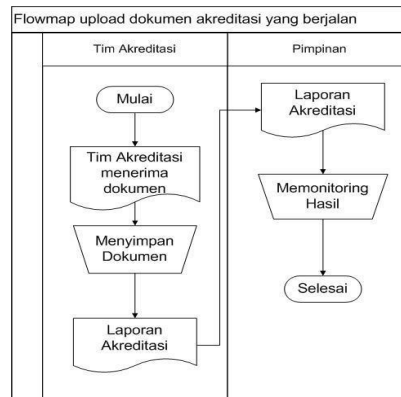 Flowmap upload dokumen akreditasi yang berjalan
Tim Akreditasi
Pimpinan
Mulai
Tim Akreditasi
menerima
dokumen
Menyimpan
Dokumen
Laporan
Akreditasi
Laporan
Akreditasi
Memonitoring
Hasil
Selesai